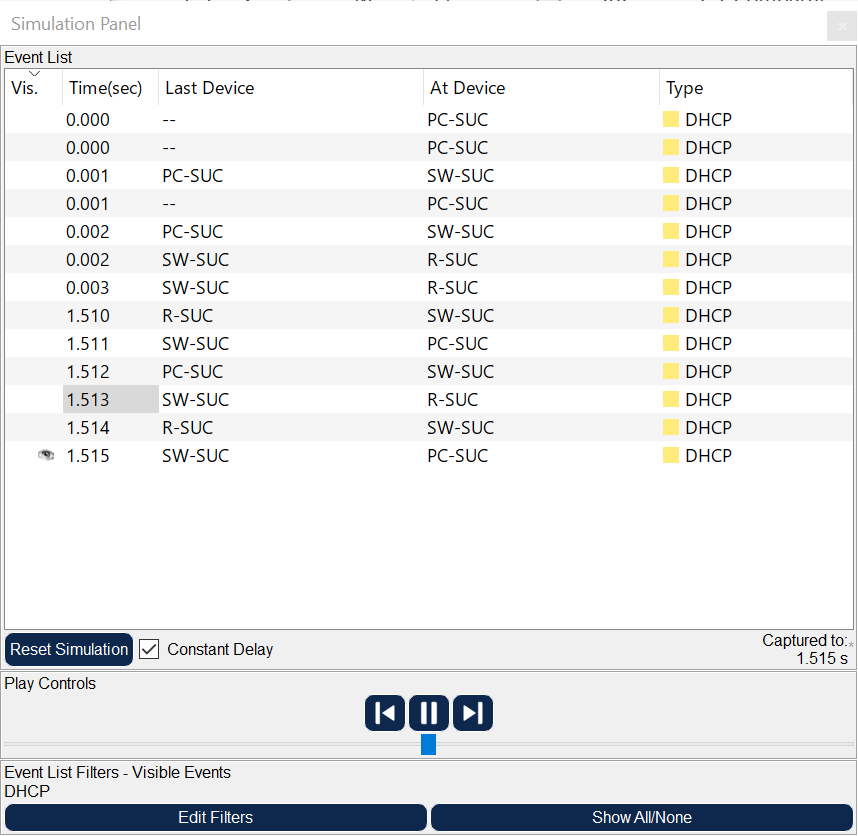 Simulation Panel
Event List
Vis. Time(sec) Last Device At Device Type
0.000 -- PC-SUC DHCP
0.000 -- PC-SUC DHCP
0.001 PC-SUC SW-SUC DHCP
0.001 -- PC-SUC DHCP
0.002 PC-SUC SW-SUC DHCP
0.002 SW-SUC R-SUC DHCP
0.003 SW-SUC R-SUC DHCP
1.510 R-SUC SW-SUC DHCP
1.511 SW-SUC PC-SUC DHCP
1.512 PC-SUC SW-SUC DHCP
1.513 SW-SUC R-SUC DHCP
1.514 R-SUC SW-SUC DHCP
1.515 SW-SUC PC-SUC DHCP
Reset Simulation Constant Delay Captured to:
1.515 s
Play Controls
Event List Filters - Visible Events
DHCP
Edit Filters Show All/None